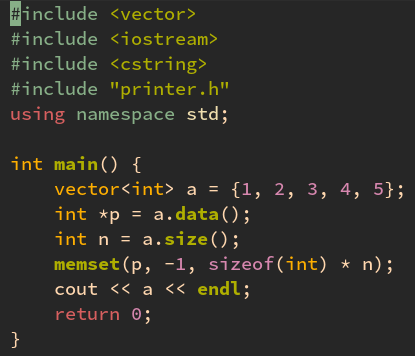 #include <vector>
#include <iostream>
#include <cstring>
#include "printer.h"
using namespace std;

int main() {
    vector<int> a = {1, 2, 3, 4, 5};
    int *p = a.data();
    int n = a.size();
    memset(p, -1, sizeof(int) * n);
    cout << a << endl;
    return 0;
}